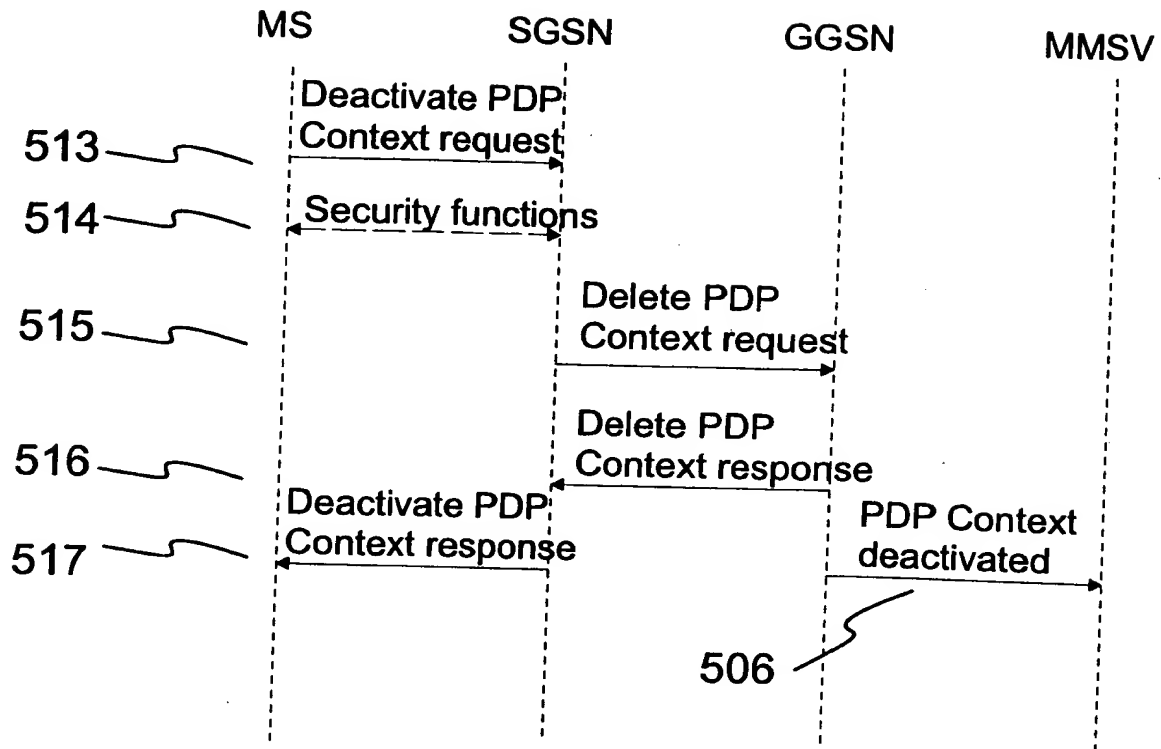 MS
SGSN
GGSN
MMSV
Deactivate PDP
Context request
513
Security functions
514
Delete PDP
Context request
515
Delete PDP
Context response
516
Deactivate PDP
Context response
517
PDP Context
deactivated
506